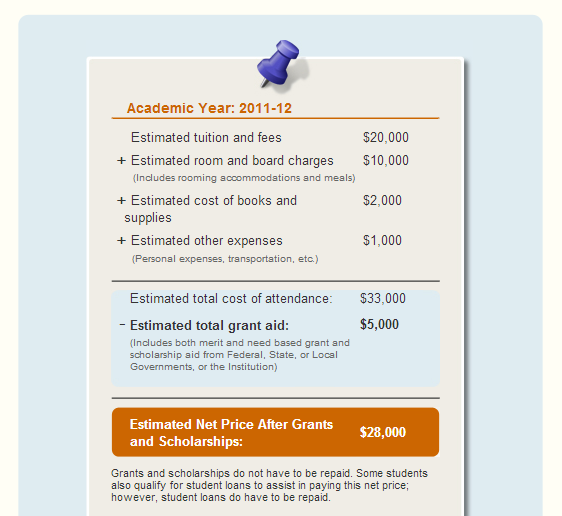 Academic Year: 2011-12
Estimated tuition and fees $20,000
+ Estimated room and board charges $10,000
(Includes rooming accommodations and meals)
+ Estimated cost of books and $2,000
supplies
+ Estimated other expenses $1,000
(Personal expenses, transportation, etc.)
Estimated total cost of attendance: $33,000
− Estimated total grant aid: $5,000
(Includes both merit and need based grant and
scholarship aid from Federal, State, or Local
Governments, or the Institution)
Estimated Net Price After Grants
and Scholarships: $28,000
Grants and scholarships do not have to be repaid. Some students
also qualify for student loans to assist in paying this net price;
however, student loans do have to be repaid.